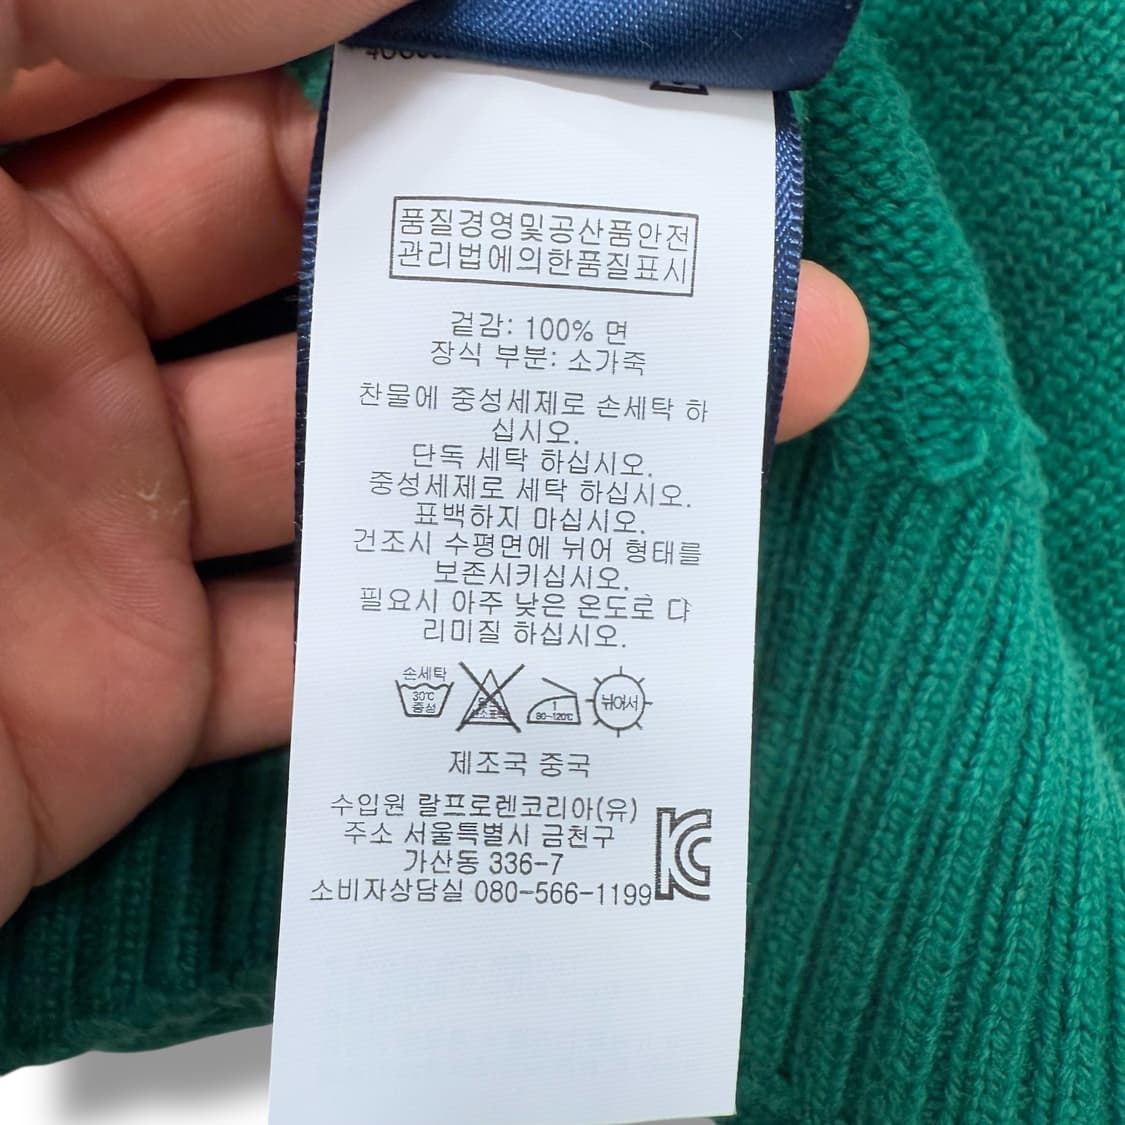 품질경영및공산품안전
관리법에의한품질표시
겉감: 100% 면
장식 부분: 소가죽
찬물에 중성세제로 손세탁 하
십시오.
단독 세탁 하십시오.
중성세제로 세탁 하십시오.
표백하지 마십시오.
건조시 수평면에 뉘어 형태를
보존시키십시오.
필요시 아주 낮은 온도로 다
리미질 하십시오.
손세탁
30℃
중성
80~120℃
뉘어서
제조국 중국
수입원 랄프로렌코리아(유)
주소 서울특별시 금천구
가산동 336-7
소비자상담실 080-566-1199